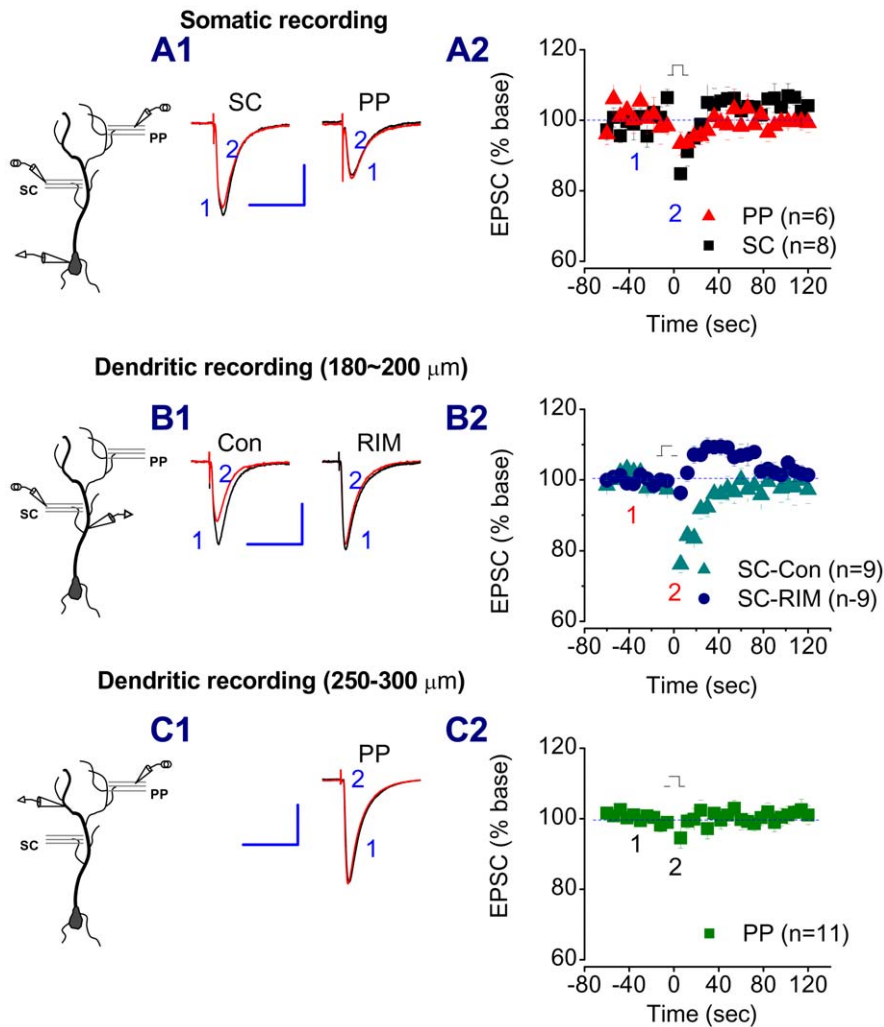 Somatic recording
A1
A2
SC
PP
PP
SC
2
1
2
1
EPSC (% base)
120
100
80
60
1
2
PP (n=6)
SC (n=8)
-80
-40
0
40
80
120
Time (sec)
Dendritic recording (180~200 μm)
B1
B2
Con
RIM
PP
SC
2
1
2
1
EPSC (% base)
120
100
80
60
1
2
SC-Con (n=9)
SC-RIM (n-9)
-80
-40
0
40
80
120
Time (sec)
Dendritic recording (250-300 μm)
C1
C2
PP
PP
SC
2
1
EPSC (% base)
120
100
80
60
1
2
PP (n=11)
-80
-40
0
40
80
120
Time (sec)